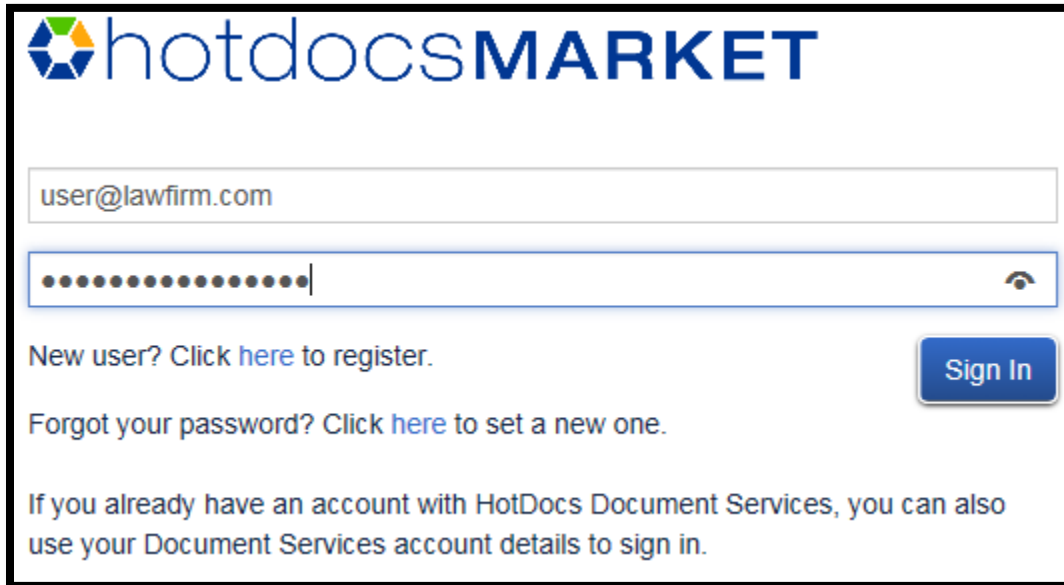 hotdocsMARKET
user@lawfirm.com
••••••••••••••••
New user? Click here to register.
Sign In
Forgot your password? Click here to set a new one.
If you already have an account with HotDocs Document Services, you can also
use your Document Services account details to sign in.